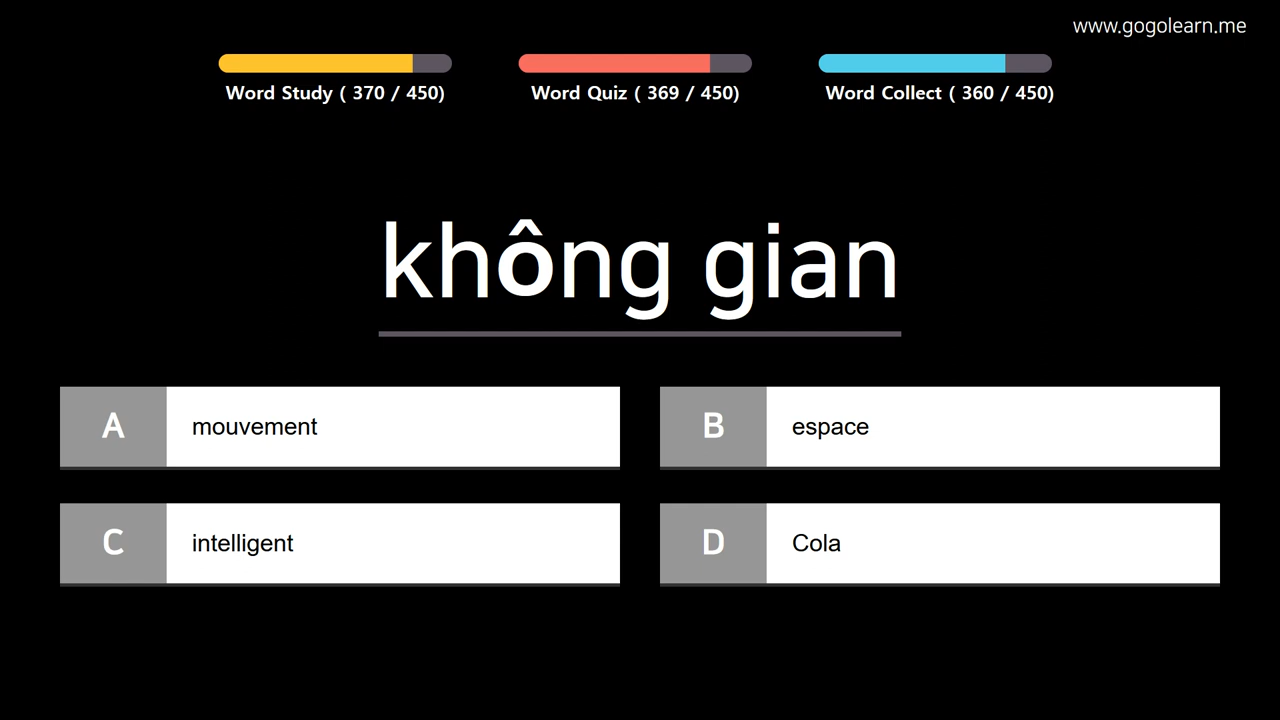 www.gogolearn.me
Word Study ( 370 / 450)
Word Quiz ( 369 / 450)
Word Collect ( 360 / 450)
không gian
A mouvement
B espace
C intelligent
D Cola